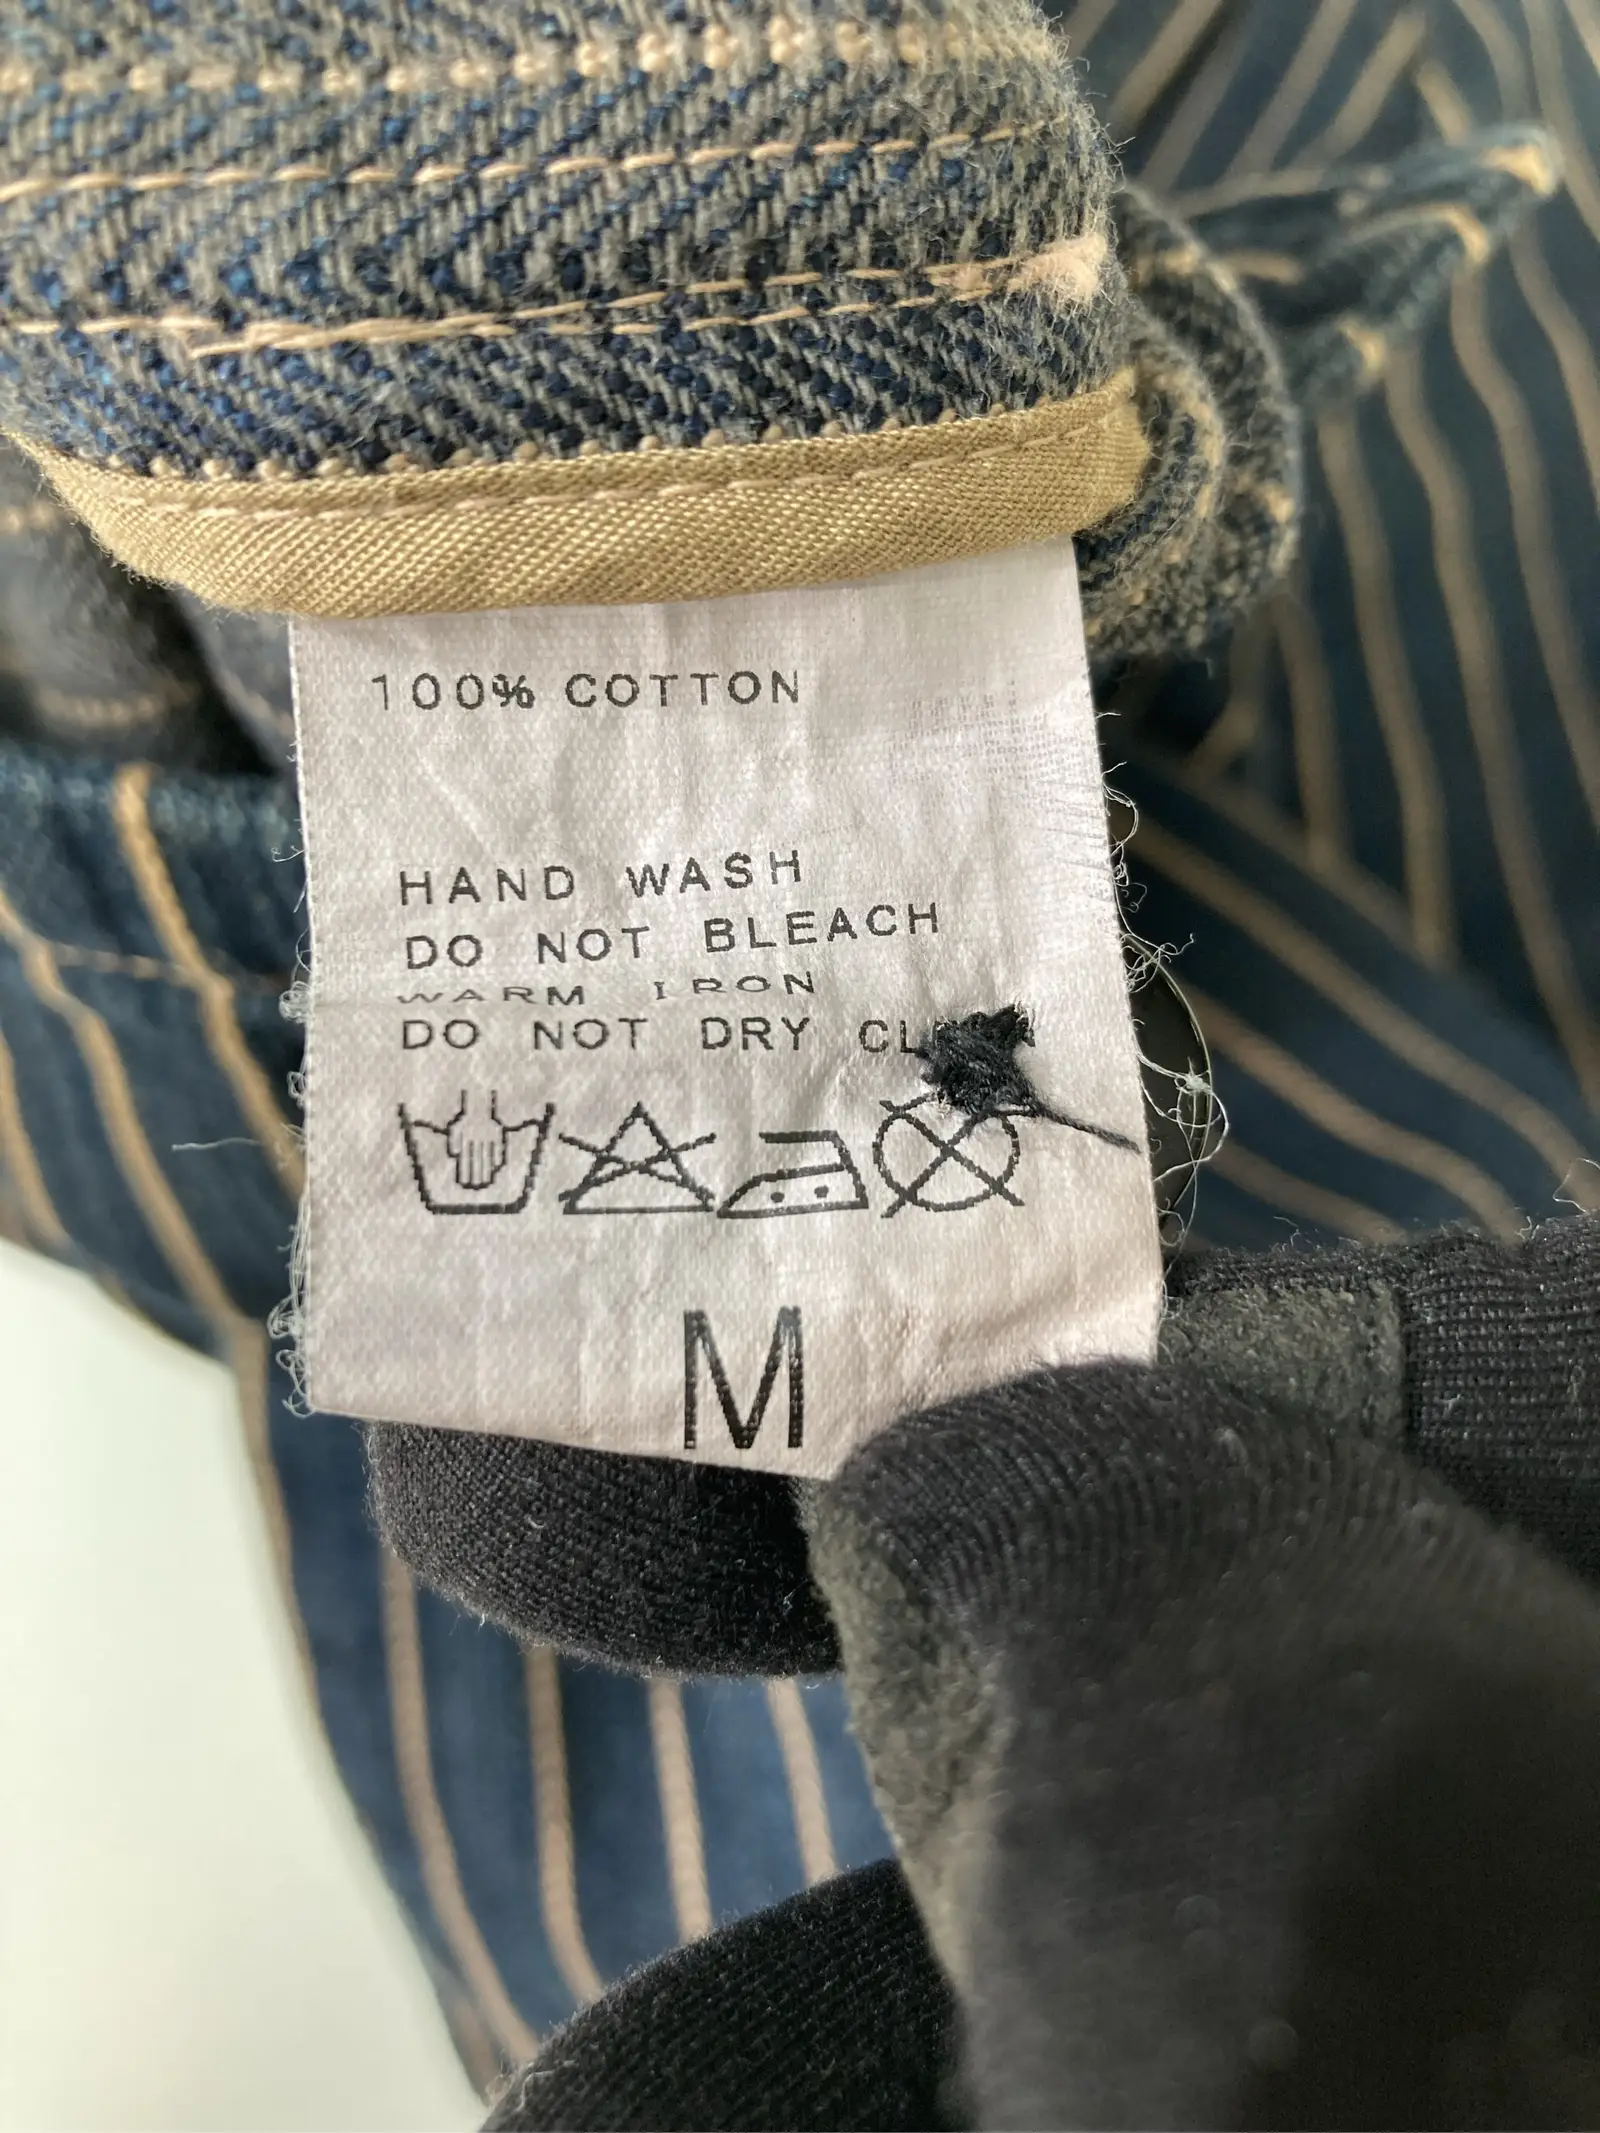 100% COTTON
HAND WASH
DO NOT BLEACH
WARM IRON
DO NOT DRY
M